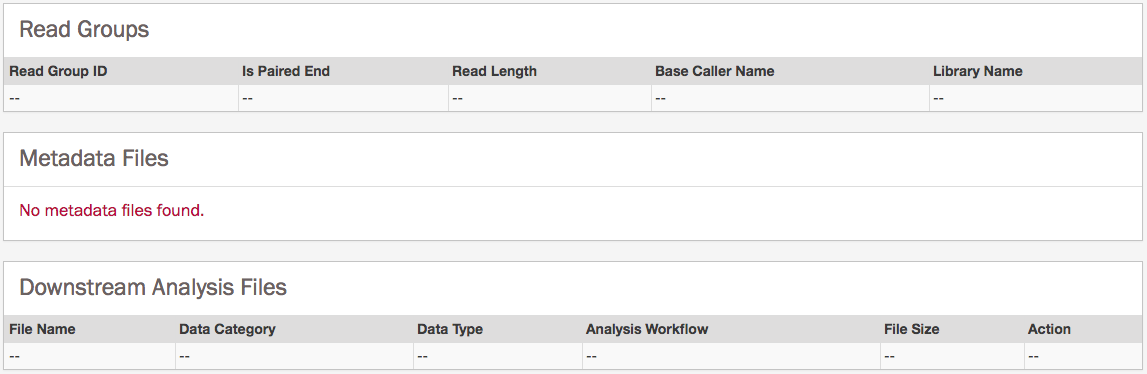 Read Groups
Read Group ID Is Paired End Read Length Base Caller Name Library Name
-- -- -- -- --
Metadata Files
No metadata files found.
Downstream Analysis Files
File Name Data Category Data Type Analysis Workflow File Size Action
-- -- -- -- -- --